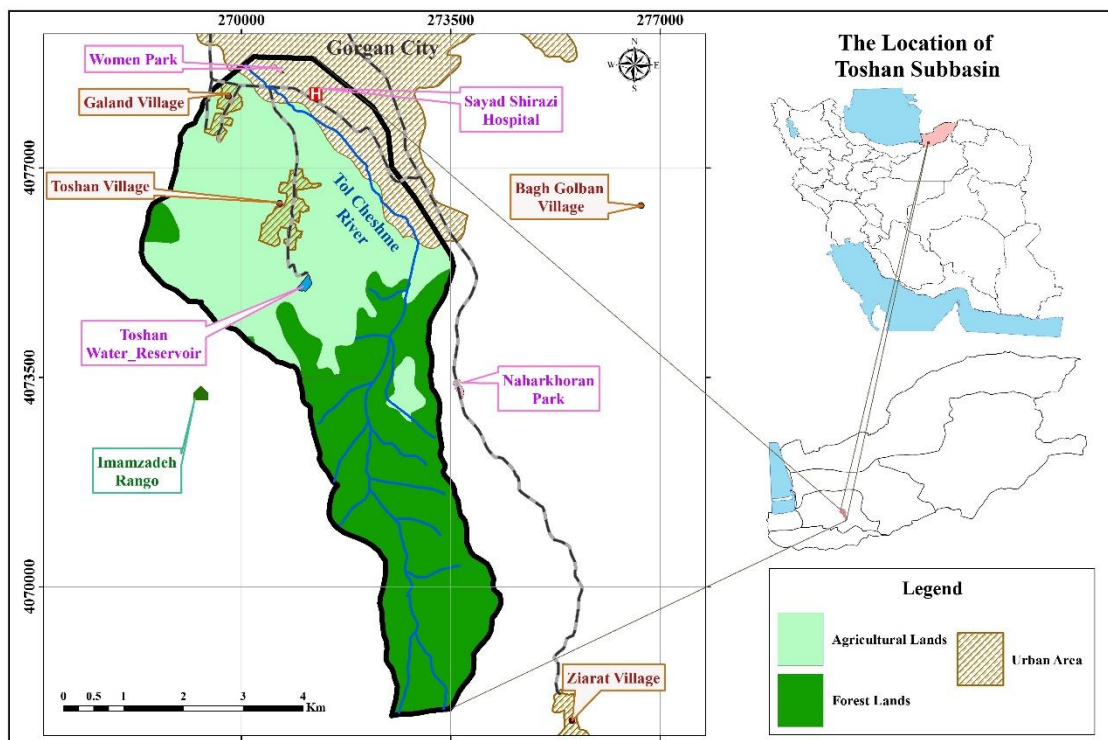 270000
273500
277000
4077000
4073500
4070000
Gorgan City
N
W
E
S
Women Park
Galand Village
H
Sayad Shirazi
Hospital
Toshan Village
Tol Cheshme
River
Bagh Golban
Village
Toshan
Water_Reservoir
Naharkhoran
Park
Imamzadeh
Rango
Ziarat Village
0 0.5 1 2 3 4
Km
The Location of
Toshan Subbasin
Legend
Agricultural Lands
Urban Area
Forest Lands